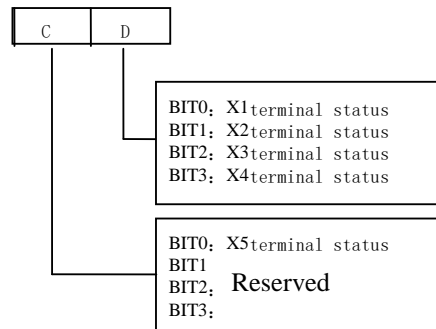 C D
BIT0：X1terminal status
BIT1：X2terminal status
BIT2：X3terminal status
BIT3：X4terminal status
BIT0：X5terminal status
BIT1
BIT2：Reserved
BIT3：